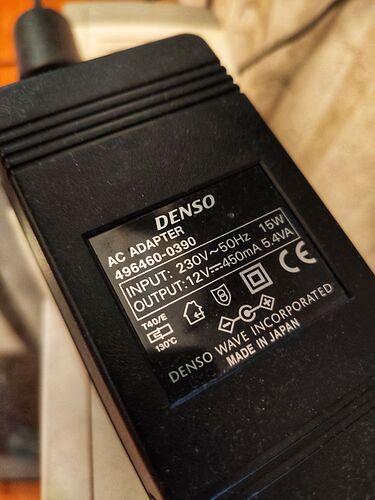 DENSO
AC ADAPTER
496460-0390
INPUT: 230V~50Hz 15W
OUTPUT:12V⎓450mA 5.4VA
T40/E
130°C
CE
DENSO WAVE INCORPORATED
MADE IN JAPAN